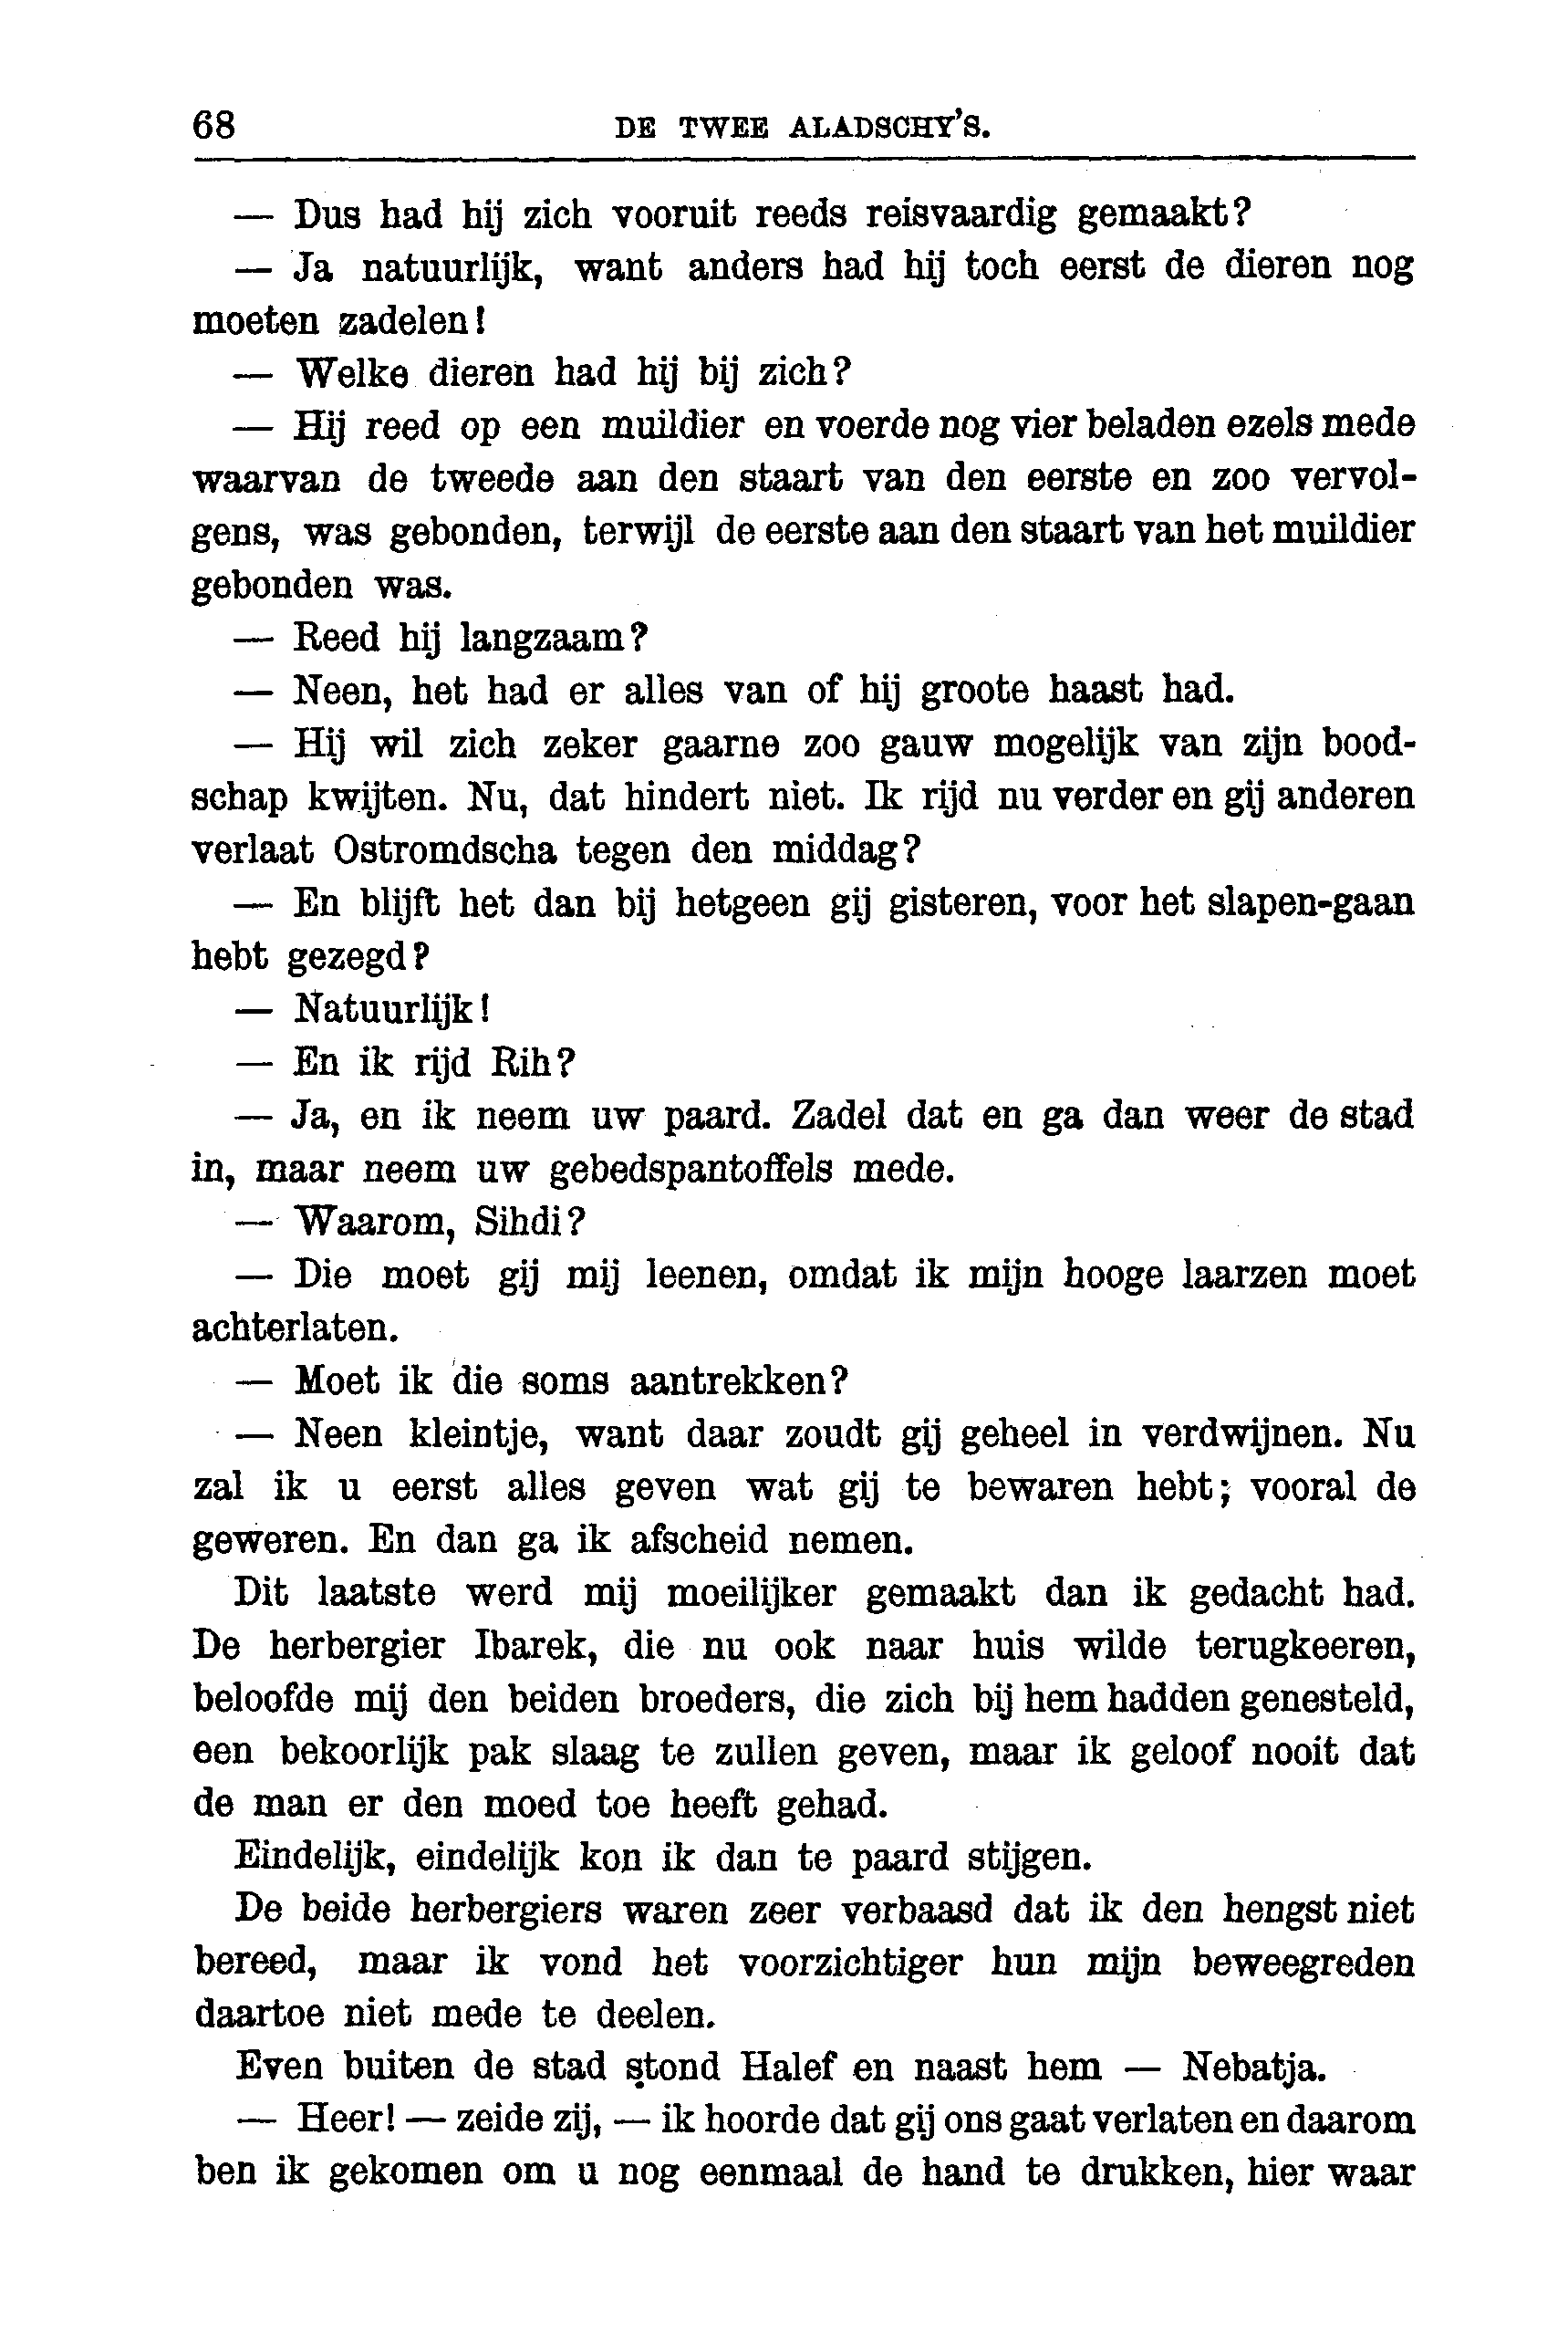 68 DE TWEE ALADSCHY'S.
— Dus had hij zich vooruit reeds reisvaardig gemaakt?
— Ja natuurlijk, want anders had hij toch eerst de dieren nog
moeten zadelen!
— Welke dieren had hij bij zich?
— Hij reed op een muildier en voerde nog vier beladen ezels mede
waarvan de tweede aan den staart van den eerste en zoo vervol-
gens, was gebonden, terwijl de eerste aan den staart van het muildier
gebonden was.
— Reed hij langzaam?
— Neen, het had er alles van of hij groote haast had.
— Hij wil zich zeker gaarne zoo gauw mogelijk van zijn bood-
schap kwijten. Nu, dat hindert niet. Ik rijd nu verder en gij anderen
verlaat Ostromdscha tegen den middag?
— En blijft het dan bij hetgeen gij gisteren, voor het slapen-gaan
hebt gezegd?
— Natuurlijk!
— En ik rijd Rih?
— Ja, en ik neem uw paard. Zadel dat en ga dan weer de stad
in, maar neem uw gebedspantoffels mede.
— Waarom, Sihdi?
— Die moet gij mij leenen, omdat ik mijn hooge laarzen moet
achterlaten.
— Moet ik die soms aantrekken?
— Neen kleintje, want daar zoudt gij geheel in verdwijnen. Nu
zal ik u eerst alles geven wat gij te bewaren hebt; vooral de
geweren. En dan ga ik afscheid nemen.
Dit laatste werd mij moeilijker gemaakt dan ik gedacht had.
De herbergier Ibarek, die nu ook naar huis wilde terugkeeren,
beloofde mij den beiden broeders, die zich bij hem hadden genesteld,
een bekoorlijk pak slaag te zullen geven, maar ik geloof nooit dat
de man er den moed toe heeft gehad.
Eindelijk, eindelijk kon ik dan te paard stijgen.
De beide herbergiers waren zeer verbaasd dat ik den hengst niet
bereed, maar ik vond het voorzichtiger hun mijn beweegreden
daartoe niet mede te deelen.
Even buiten de stad stond Halef en naast hem — Nebatja.
— Heer! — zeide zij, — ik hoorde dat gij ons gaat verlaten en daarom
ben ik gekomen om u nog eenmaal de hand te drukken, hier waar